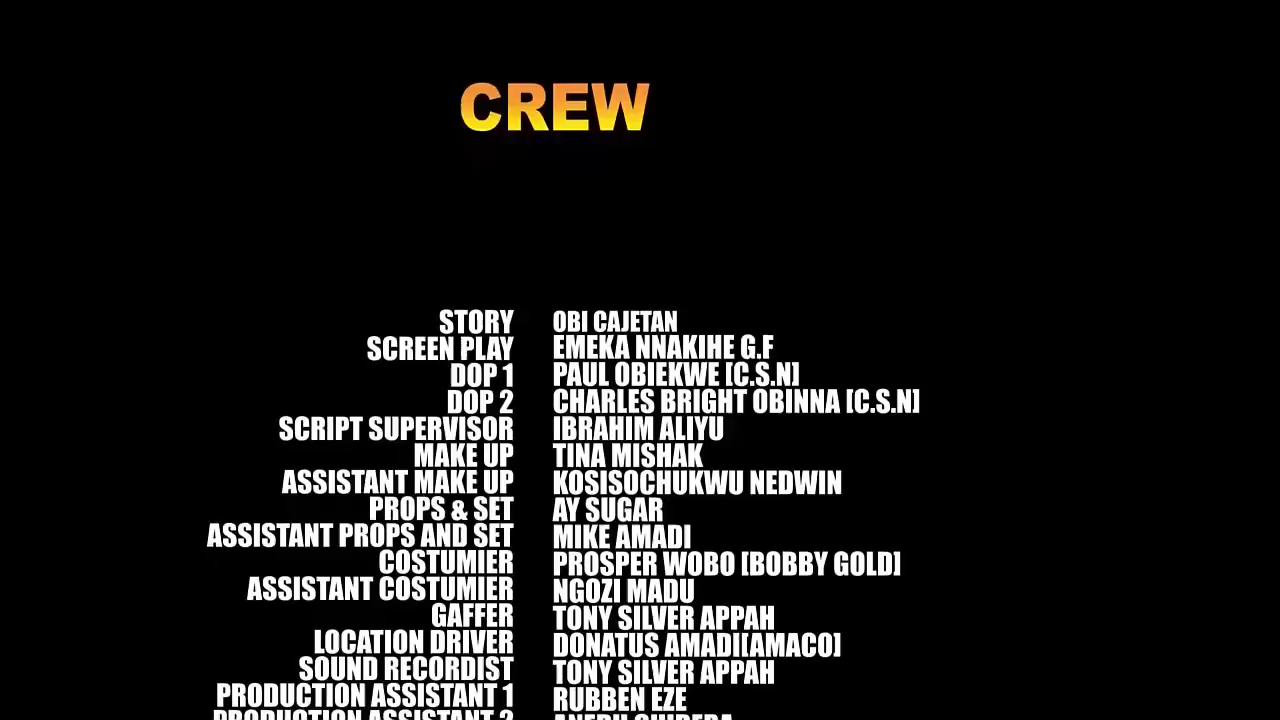 CREW
STORY OBI CAJETAN
SCREEN PLAY EMEKA NNAKIHE G.F
DOP 1 PAUL OBIEKWE [C.S.N]
DOP 2 CHARLES BRIGHT OBINNA [C.S.N]
SCRIPT SUPERVISOR IBRAHIM ALIYU
MAKE UP TINA MISHAK
ASSISTANT MAKE UP KOSISOCHUKWU NEDWIN
PROPS & SET AY SUGAR
ASSISTANT PROPS AND SET MIKE AMADI
COSTUMIER PROSPER WOBO [BOBBY GOLD]
ASSISTANT COSTUMIER NGOZI MADU
GAFFER TONY SILVER APPAH
LOCATION DRIVER DONATUS AMADI[AMACO]
SOUND RECORDIST TONY SILVER APPAH
PRODUCTION ASSISTANT 1 RUBBEN EZE
PRODUCTION ASSISTANT 2